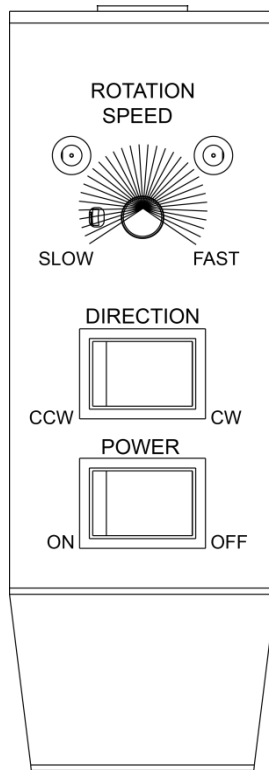 ROTATION
SPEED
SLOW
FAST
DIRECTION
CCW
CW
POWER
ON
OFF